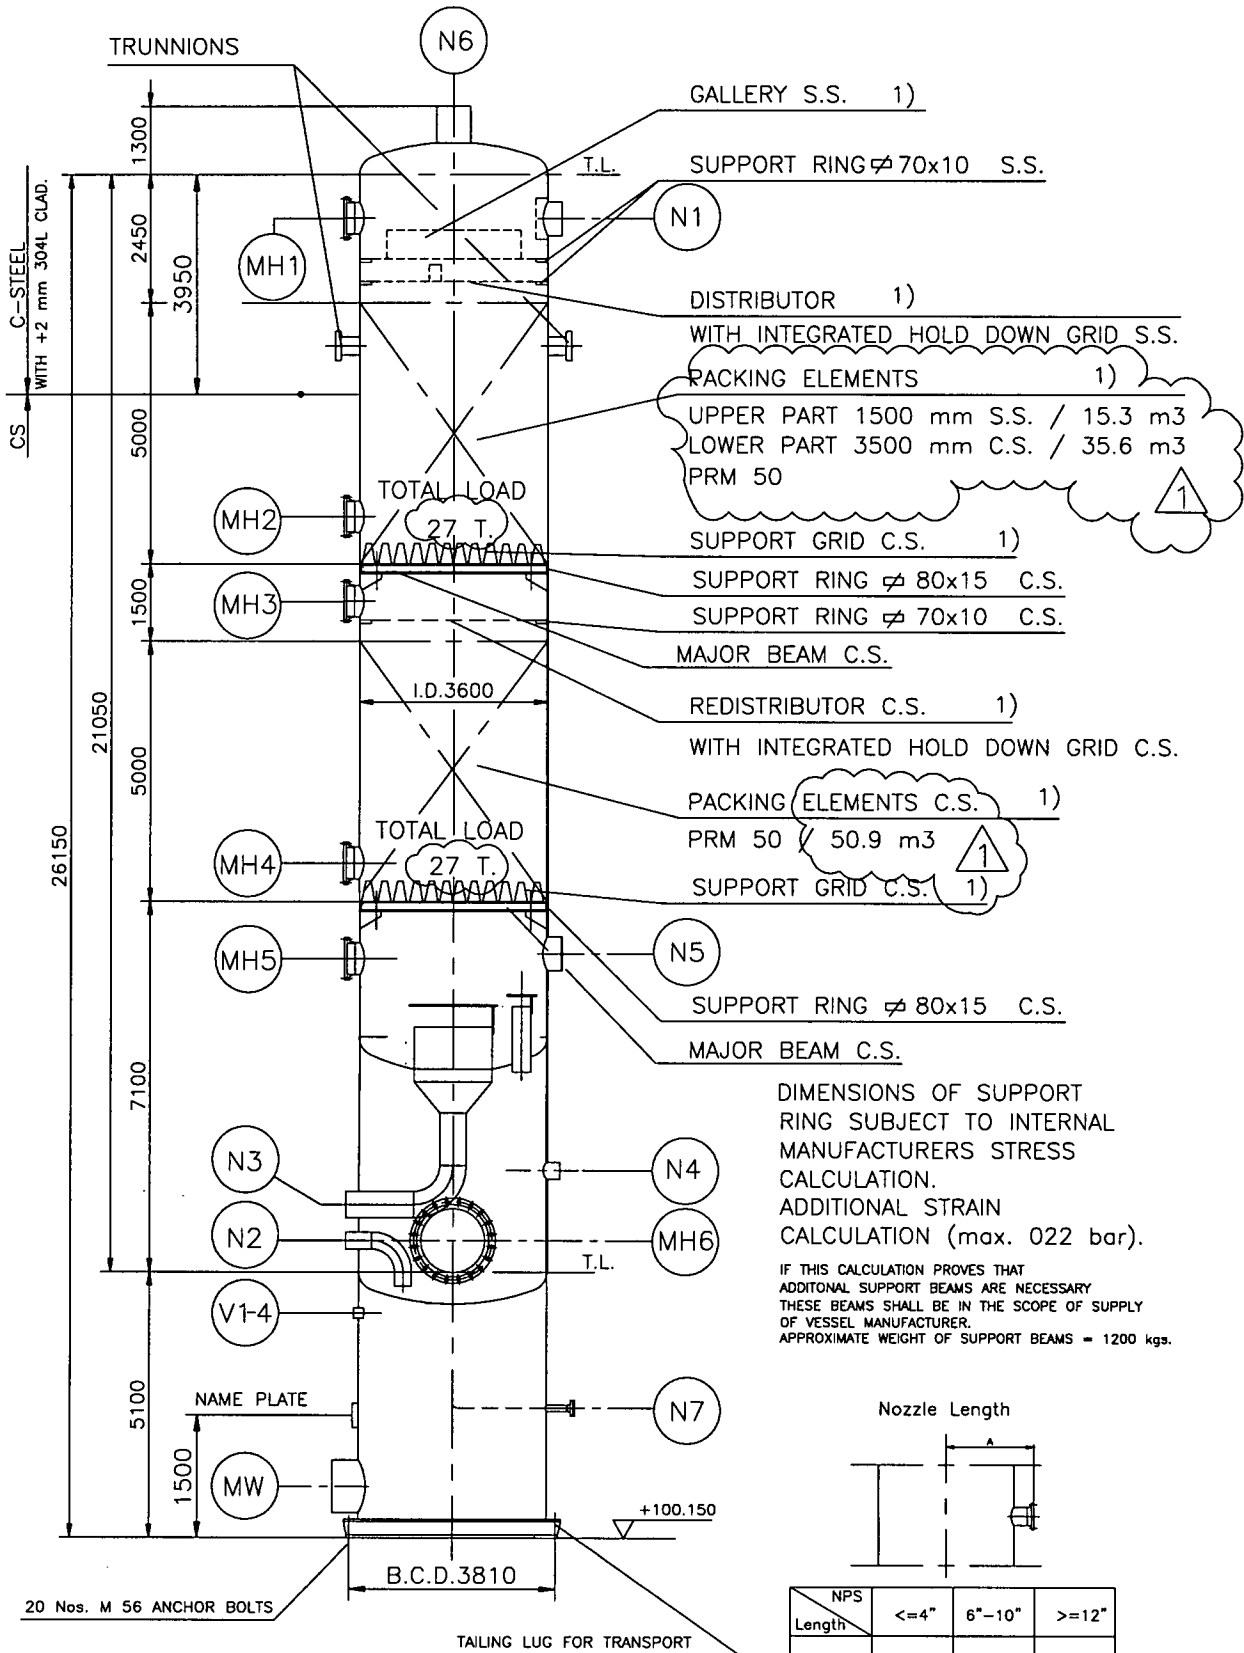 N6
TRUNNIONS
GALLERY S.S. 1)
1300
T.L.
SUPPORT RING ▱ 70x10 S.S.
C-STEEL
WITH +2 mm 304L CLAD.
CS
2450
3950
MH1
N1
DISTRIBUTOR 1)
WITH INTEGRATED HOLD DOWN GRID S.S.
PACKING ELEMENTS 1)
UPPER PART 1500 mm S.S. / 15.3 m3
LOWER PART 3500 mm C.S. / 35.6 m3
PRM 50
1
5000
TOTAL LOAD
27 T.
MH2
SUPPORT GRID C.S. 1)
SUPPORT RING ▱ 80x15 C.S.
MH3
1500
SUPPORT RING ▱ 70x10 C.S.
MAJOR BEAM C.S.
I.D.3600
REDISTRIBUTOR C.S. 1)
WITH INTEGRATED HOLD DOWN GRID C.S.
21050
5000
26150
PACKING ELEMENTS C.S. 1)
PRM 50 / 50.9 m3
1
TOTAL LOAD
27 T.
MH4
SUPPORT GRID C.S. 1)
MH5
N5
SUPPORT RING ▱ 80x15 C.S.
MAJOR BEAM C.S.
7100
DIMENSIONS OF SUPPORT
RING SUBJECT TO INTERNAL
MANUFACTURERS STRESS
CALCULATION.
ADDITIONAL STRAIN
CALCULATION (max. 022 bar).
N3
N4
N2
MH6
T.L.
IF THIS CALCULATION PROVES THAT
ADDITONAL SUPPORT BEAMS ARE NECESSARY
THESE BEAMS SHALL BE IN THE SCOPE OF SUPPLY
OF VESSEL MANUFACTURER.
APPROXIMATE WEIGHT OF SUPPORT BEAMS = 1200 kgs.
V1-4
5100
NAME PLATE
N7
1500
MW
Nozzle Length
A
+100.150
B.C.D.3810
20 Nos. M 56 ANCHOR BOLTS
TAILING LUG FOR TRANSPORT
NPS
Length <=4" 6"-10" >=12"